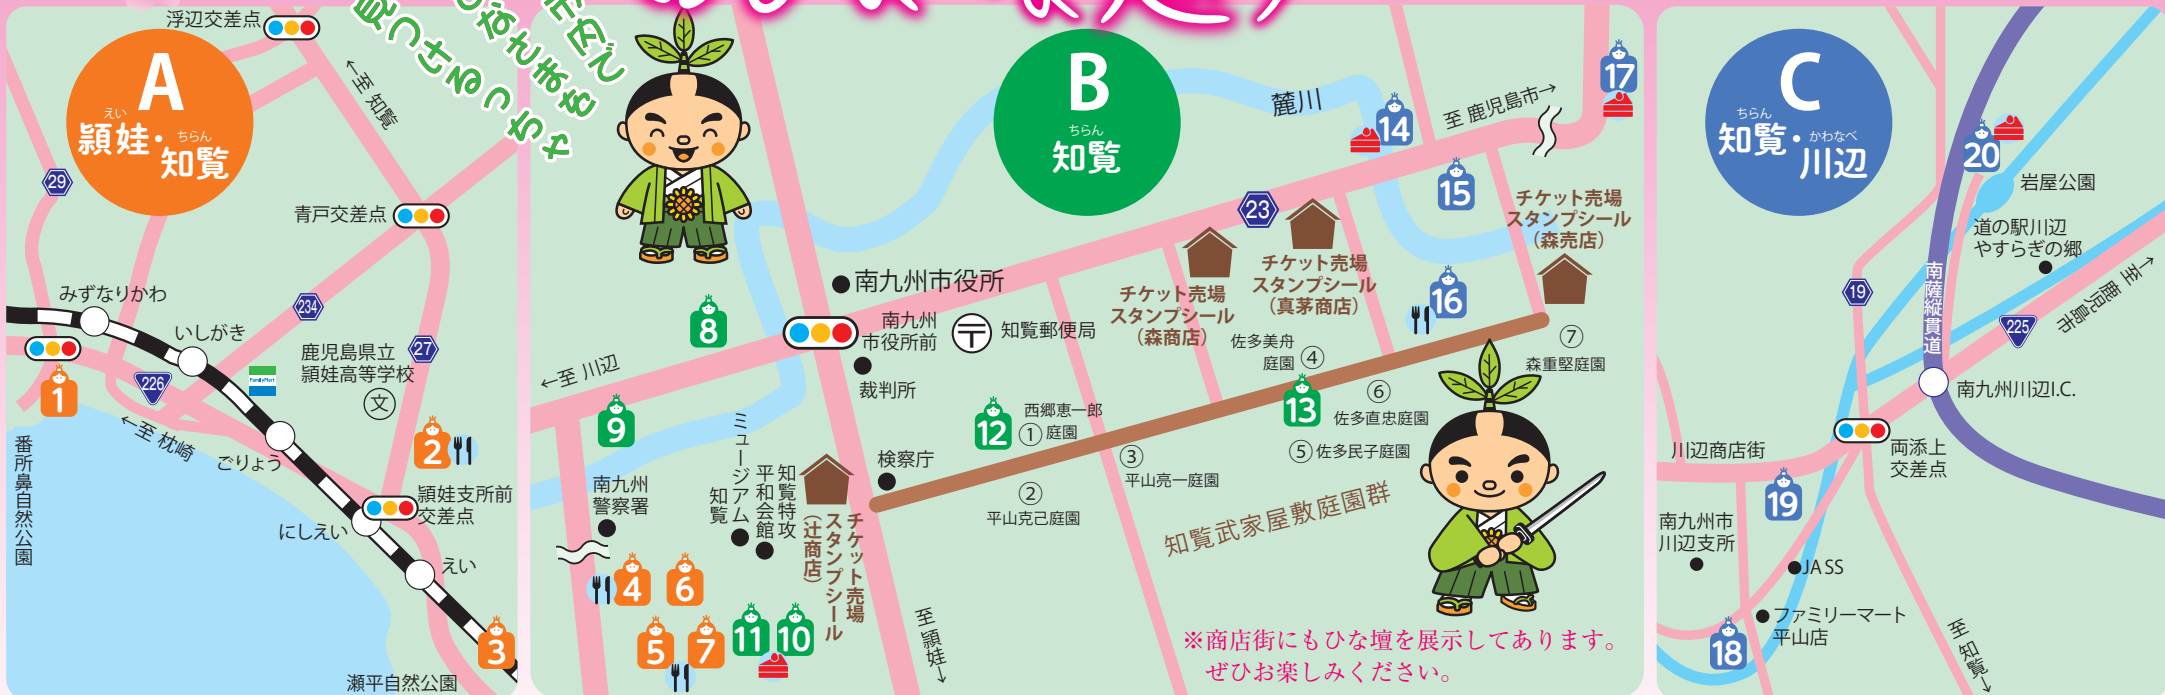 市内で
ひなさまを
見つけるっちゃ
A
えい ちらん
頴娃・知覧
浮辺交差点
←至 知覧
29
青戸交差点
みずなりかわ
いしがき
234
27
鹿児島県立
頴娃高等学校
文
1
226
FamilyMart
←至 枕崎
2
ごりょう
番所鼻自然公園
頴娃支所前
交差点
にしえい
えい
3
瀬平自然公園
B
ちらん
知覧
麓川
14
至 鹿児島市→
17
15
23
チケット売場
スタンプシール
(森売店)
チケット売場
スタンプシール
(真茅商店)
チケット売場
スタンプシール
(森商店)
16
南九州市役所
8
南九州
市役所前
〒
知覧郵便局
裁判所
佐多美舟
庭園 ④
⑦
森重堅庭園
←至 川辺
9
12
西郷恵一郎
①庭園
13
⑥
佐多直忠庭園
⑤佐多民子庭園
③
平山亮一庭園
②
平山克己庭園
検察庁
南九州
警察署
ミュージアム
知覧
知覧特攻
平和会館
チケット売場
スタンプシール
(辻商店)
知覧武家屋敷庭園群
4
6
5
7
11
10
至 頴娃→
※商店街にもひな壇を展示してあります。
ぜひお楽しみください。
C
ちらん かわなべ
知覧・川辺
20
岩屋公園
道の駅川辺
やすらぎの郷
南薩縦貫道
19
225
至 鹿児島市→
南九州川辺I.C.
川辺商店街
両添上
交差点
19
南九州市
川辺支所
JA SS
ファミリーマート
平山店
18
至 知覧→